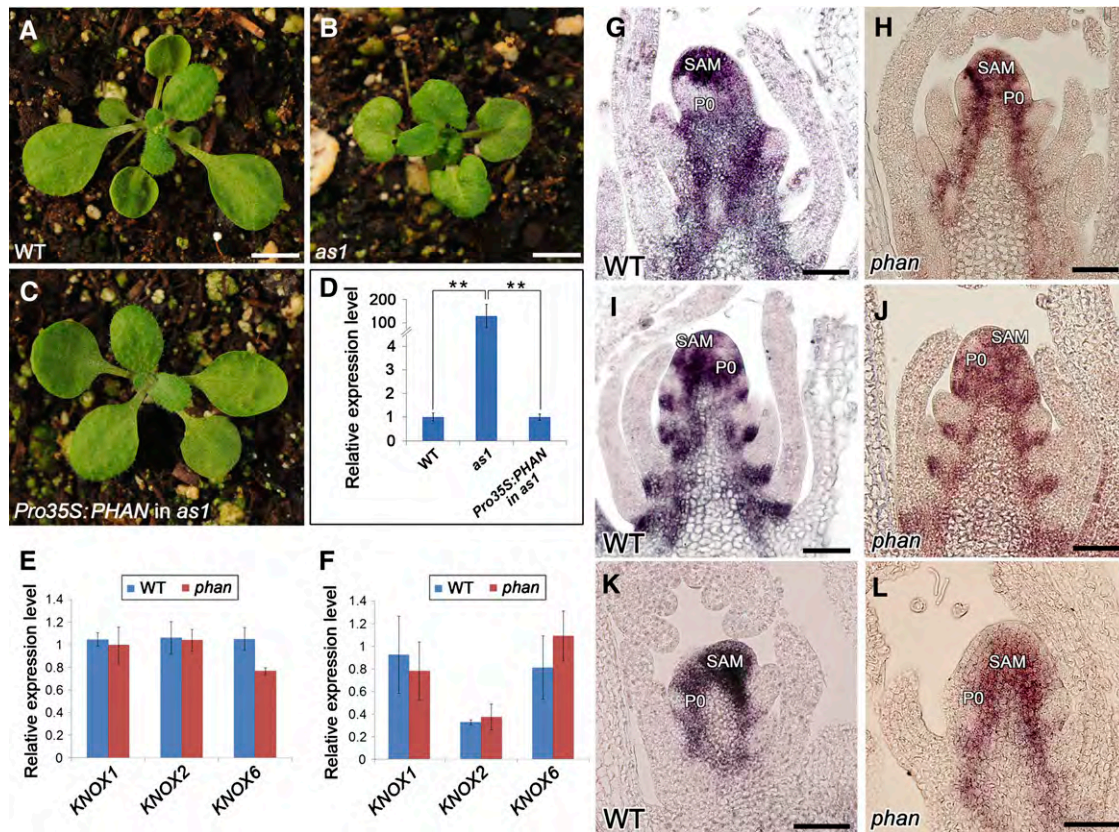 A
WT
B
as1
C
Pro35S:PHAN in as1
D
**
**
Relative expression level
200
100
4
3
2
1
0
WT
as1
Pro35S:PHAN
in as1
E
WT
phan
Relative expression level
1.4
1.2
1
0.8
0.6
0.4
0.2
0
KNOX1
KNOX2
KNOX6
F
WT
phan
Relative expression level
1.4
1.2
1
0.8
0.6
0.4
0.2
0
KNOX1
KNOX2
KNOX6
G
SAM
P0
WT
H
SAM
P0
phan
I
SAM
P0
WT
J
SAM
P0
phan
K
SAM
P0
WT
L
SAM
P0
phan